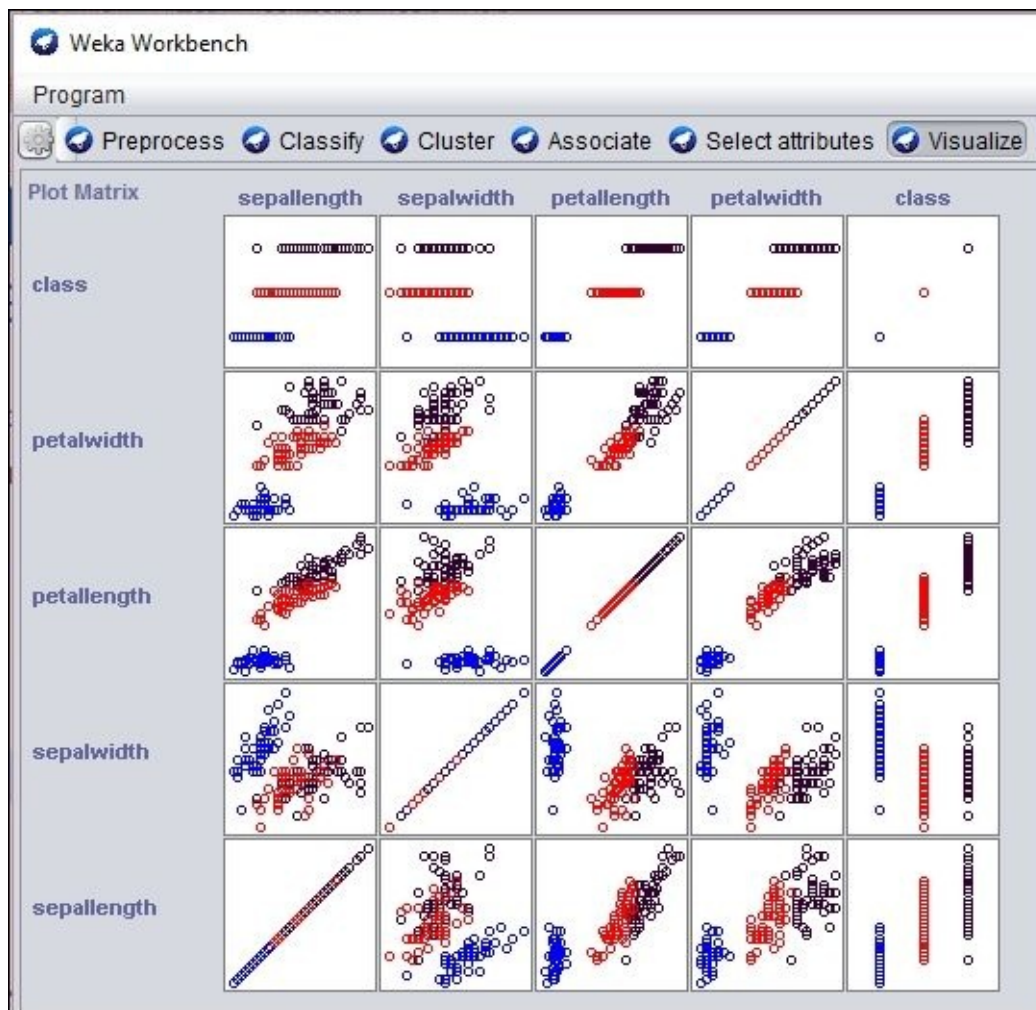 Weka Workbench
Program
Preprocess Classify Cluster Associate Select attributes Visualize
Plot Matrix sepallength sepalwidth petallength petalwidth class
class
petalwidth
petallength
sepalwidth
sepallength